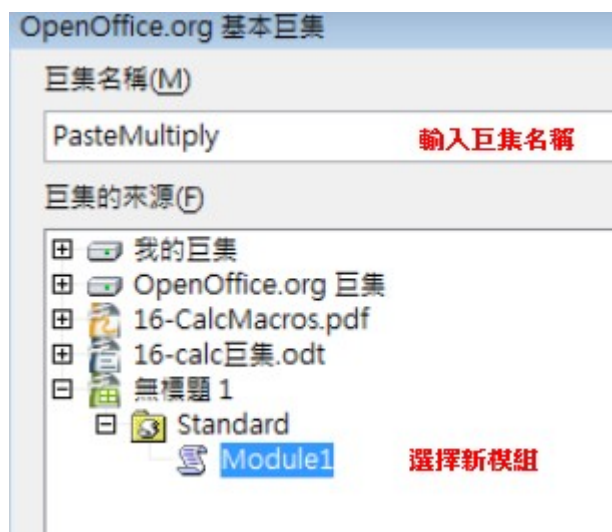 OpenOffice.org 基本巨集
巨集名稱(M)
PasteMultiply 輸入巨集名稱
巨集的來源(F)
我的巨集
OpenOffice.org 巨集
16-CalcMacros.pdf
16-calc巨集.odt
無標題 1
Standard
Module1 選擇新模組